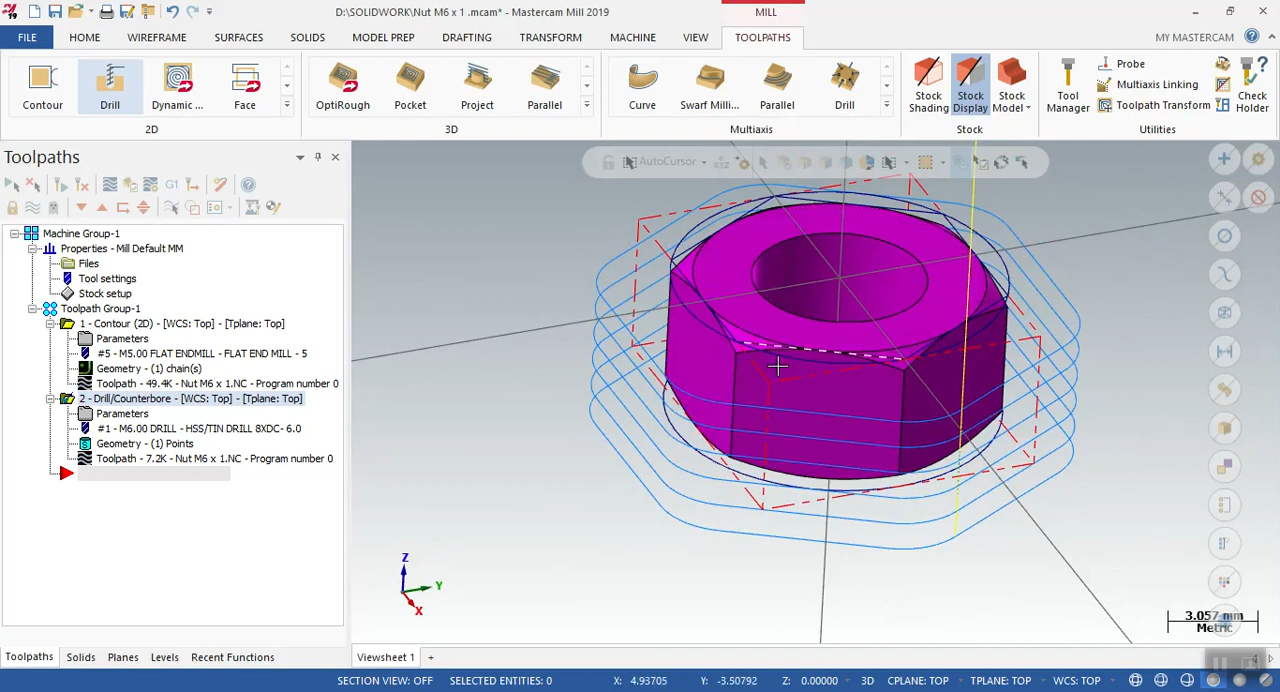 D:\SOLIDWORK\Nut M6 x 1 .mcam* - Mastercam Mill 2019
MILL
FILE HOME WIREFRAME SURFACES SOLIDS MODEL PREP DRAFTING TRANSFORM MACHINE VIEW TOOLPATHS MY MASTERCAM
Contour Drill Dynamic ... Face OptiRough Pocket Project Parallel Curve Swarf Milli... Parallel Drill Stock Shading Stock Display Stock Model Tool Manager Probe Multiaxis Linking Toolpath Transform Check Holder
2D 3D Multiaxis Stock Utilities
Toolpaths
AutoCursor
G1
Machine Group-1
Properties - Mill Default MM
Files
Tool settings
Stock setup
Toolpath Group-1
1 - Contour (2D) - [WCS: Top] - [Tplane: Top]
Parameters
#5 - M5.00 FLAT ENDMILL - FLAT END MILL - 5
Geometry - (1) chain(s)
Toolpath - 49.4K - Nut M6 x 1.NC - Program number 0
2 - Drill/Counterbore - [WCS: Top] - [Tplane: Top]
Parameters
#1 - M6.00 DRILL - HSS/TIN DRILL 8XDC- 6.0
Geometry - (1) Points
Toolpath - 7.2K - Nut M6 x 1.NC - Program number 0
Z
Y
X
3.057 mm
Metric
Toolpaths Solids Planes Levels Recent Functions Viewsheet 1 +
SECTION VIEW: OFF SELECTED ENTITIES: 0 X: 4.93705 Y: -3.50792 Z: 0.00000 3D CPLANE: TOP TPLANE: TOP WCS: TOP